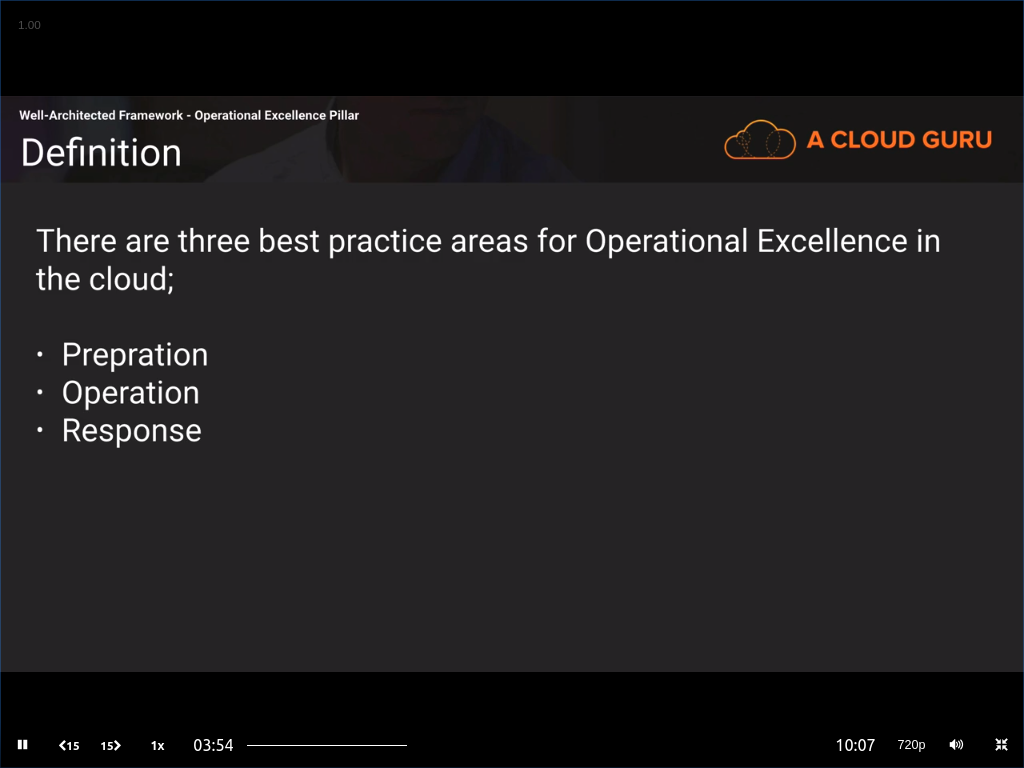 1.00
Well-Architected Framework - Operational Excellence Pillar
Definition
A CLOUD GURU
There are three best practice areas for Operational Excellence in
the cloud;
• Prepration
• Operation
• Response
15 15 1x 03:54 10:07 720p